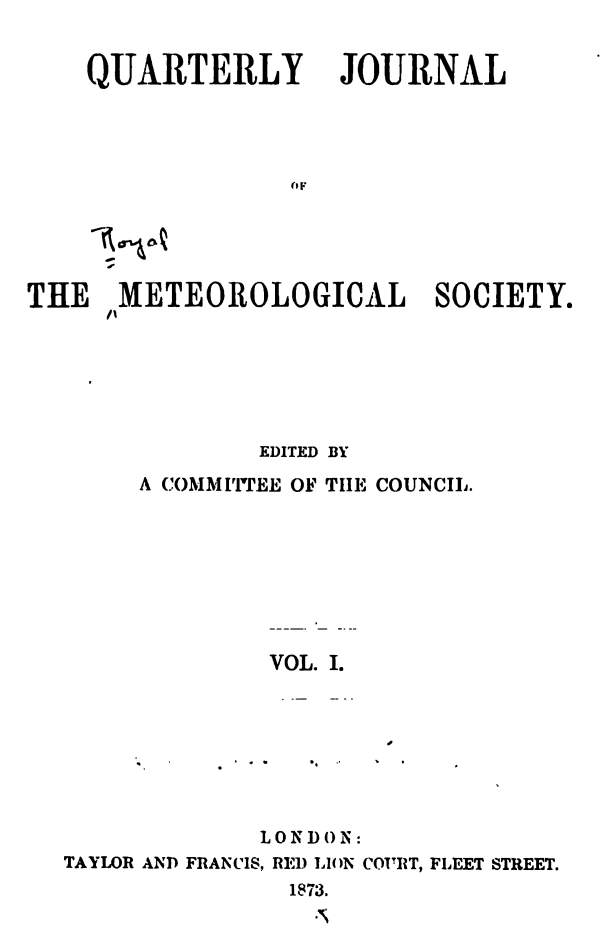 QUARTERLY JOURNAL
OF
Royal
THE METEOROLOGICAL SOCIETY.
EDITED BY
A COMMITTEE OF THE COUNCIL.
VOL. I.
LONDON:
TAYLOR AND FRANCIS, RED LION COURT, FLEET STREET.
1873.